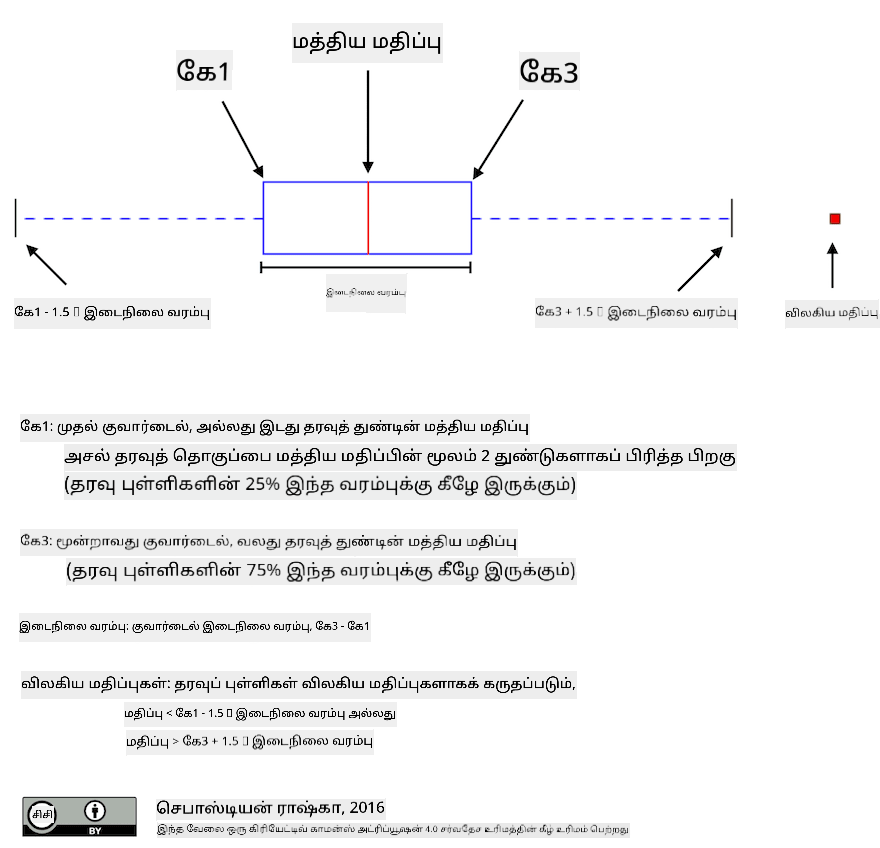 மத்திய மதிப்பு
கே1
கே3
இடைநிலை வரம்பு
கே1 - 1.5 இடைநிலை வரம்பு
கே3 + 1.5 இடைநிலை வரம்பு
விலகிய மதிப்பு
கே1: முதல் குவார்டைல், அல்லது இடது தரவுத் துண்டின் மத்திய மதிப்பு
அசல் தரவுத் தொகுப்பை மத்திய மதிப்பின் மூலம் 2 துண்டுகளாகப் பிரித்த பிறகு
(தரவு புள்ளிகளின் 25% இந்த வரம்புக்கு கீழே இருக்கும்)
கே3: மூன்றாவது குவார்டைல், வலது தரவுத் துண்டின் மத்திய மதிப்பு
(தரவு புள்ளிகளின் 75% இந்த வரம்புக்கு கீழே இருக்கும்)
இடைநிலை வரம்பு: குவார்டைல் இடைநிலை வரம்பு, கே3 - கே1
விலகிய மதிப்புகள்: தரவுப் புள்ளிகள் விலகிய மதிப்புகளாகக் கருதப்படும்,
மதிப்பு < கே1 - 1.5 இடைநிலை வரம்பு அல்லது
மதிப்பு > கே3 + 1.5 இடைநிலை வரம்பு
சிசி
BY
செபாஸ்டியன் ராஷ்கா, 2016
இந்த வேலை ஒரு கிரியேட்டிவ் காமன்ஸ் அட்ரிப்யூஷன் 4.0 சர்வதேச உரிமத்தின் கீழ் உரிமம் பெற்றது